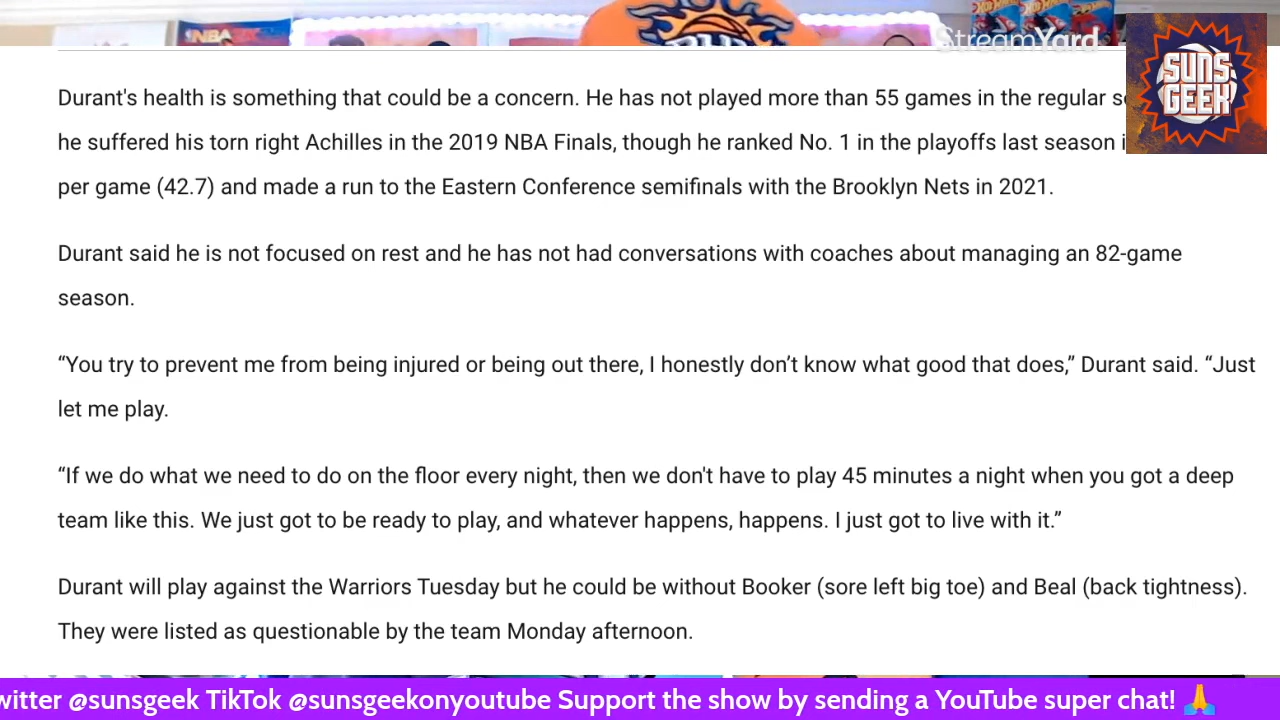 NBA
StreamYard
SUNS
GEEK
Durant's health is something that could be a concern. He has not played more than 55 games in the regular
he suffered his torn right Achilles in the 2019 NBA Finals, though he ranked No. 1 in the playoffs last season
per game (42.7) and made a run to the Eastern Conference semifinals with the Brooklyn Nets in 2021.
Durant said he is not focused on rest and he has not had conversations with coaches about managing an 82-game
season.
“You try to prevent me from being injured or being out there, I honestly don’t know what good that does,” Durant said. “Just
let me play.
“If we do what we need to do on the floor every night, then we don't have to play 45 minutes a night when you got a deep
team like this. We just got to be ready to play, and whatever happens, happens. I just got to live with it.”
Durant will play against the Warriors Tuesday but he could be without Booker (sore left big toe) and Beal (back tightness).
They were listed as questionable by the team Monday afternoon.
witter @sunsgeek TikTok @sunsgeekonyoutube Support the show by sending a YouTube super chat! 🙏